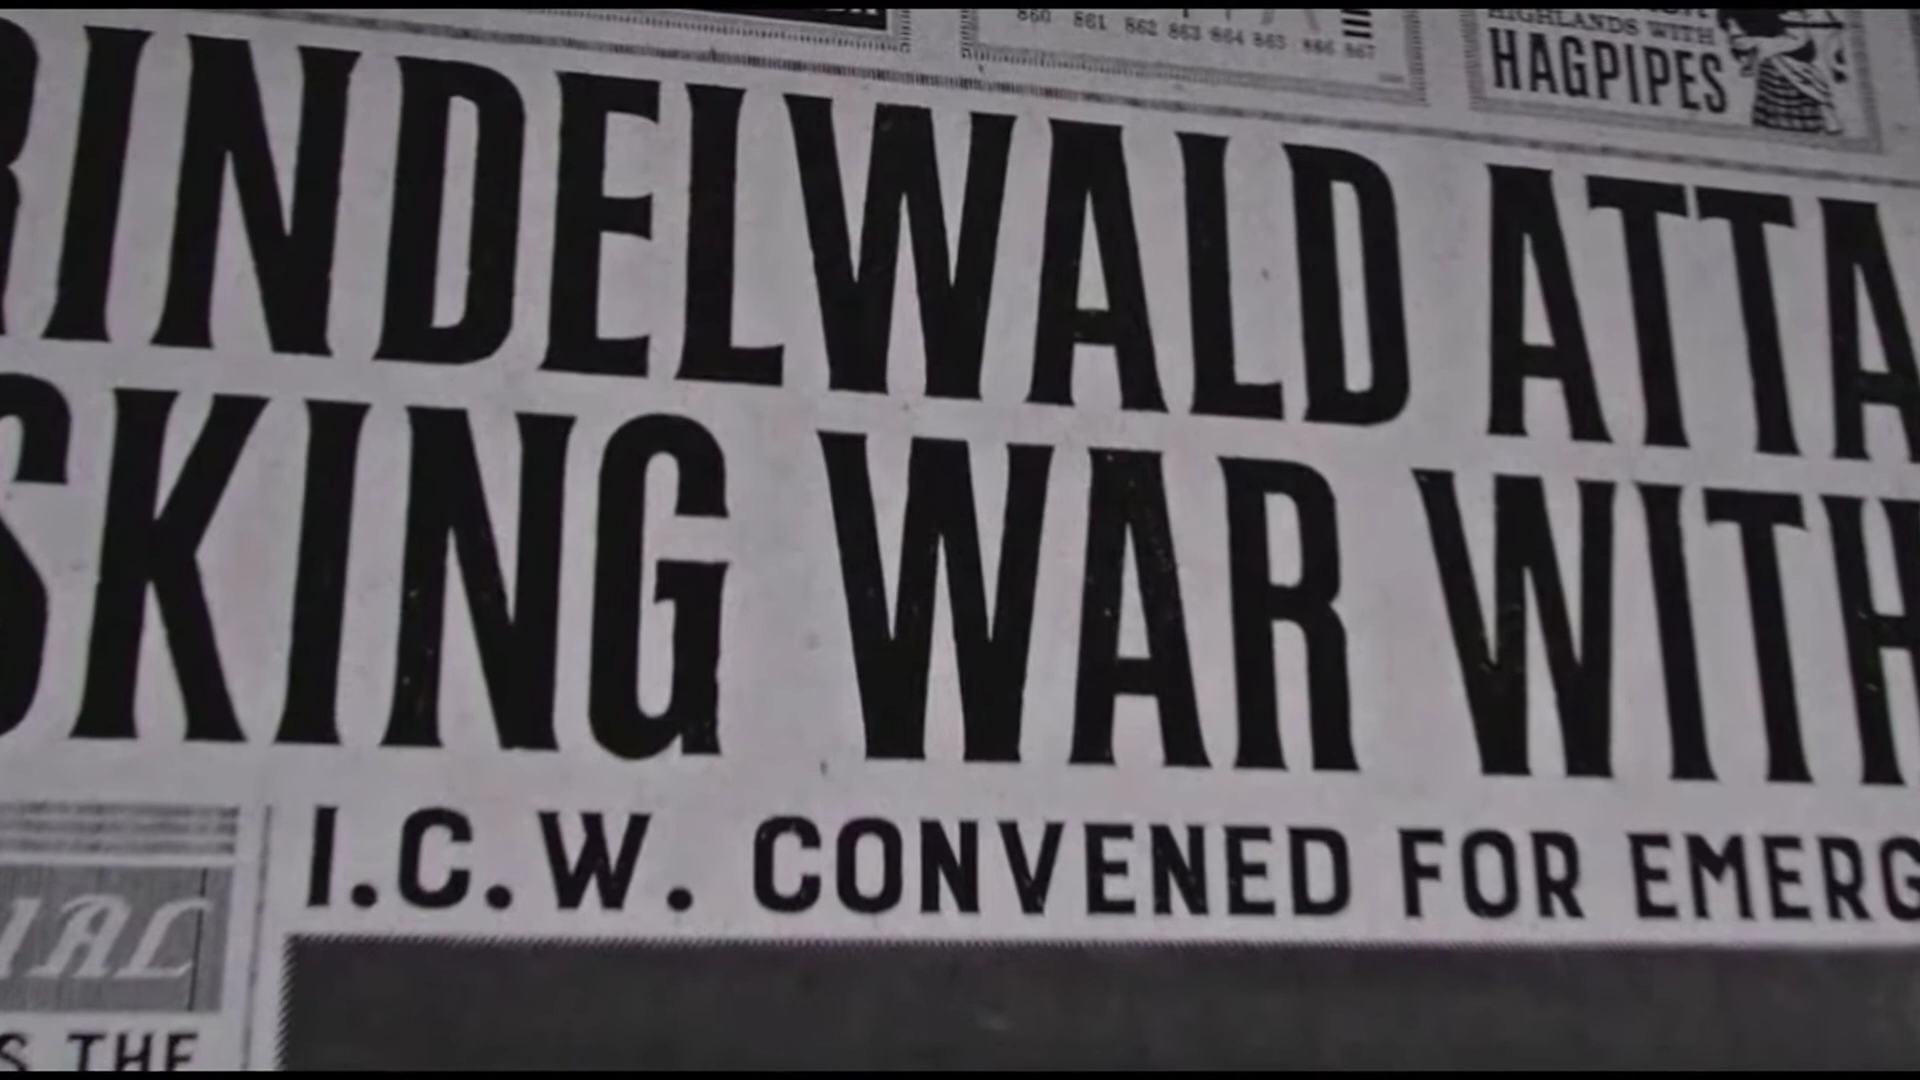 860 861 862 863 864 865 866 867
HIGHLANDS WITH
HAGPIPES
RINDELWALD ATTA
SKING WAR WITH
I.C.W. CONVENED FOR EMERG
IAL
S THE